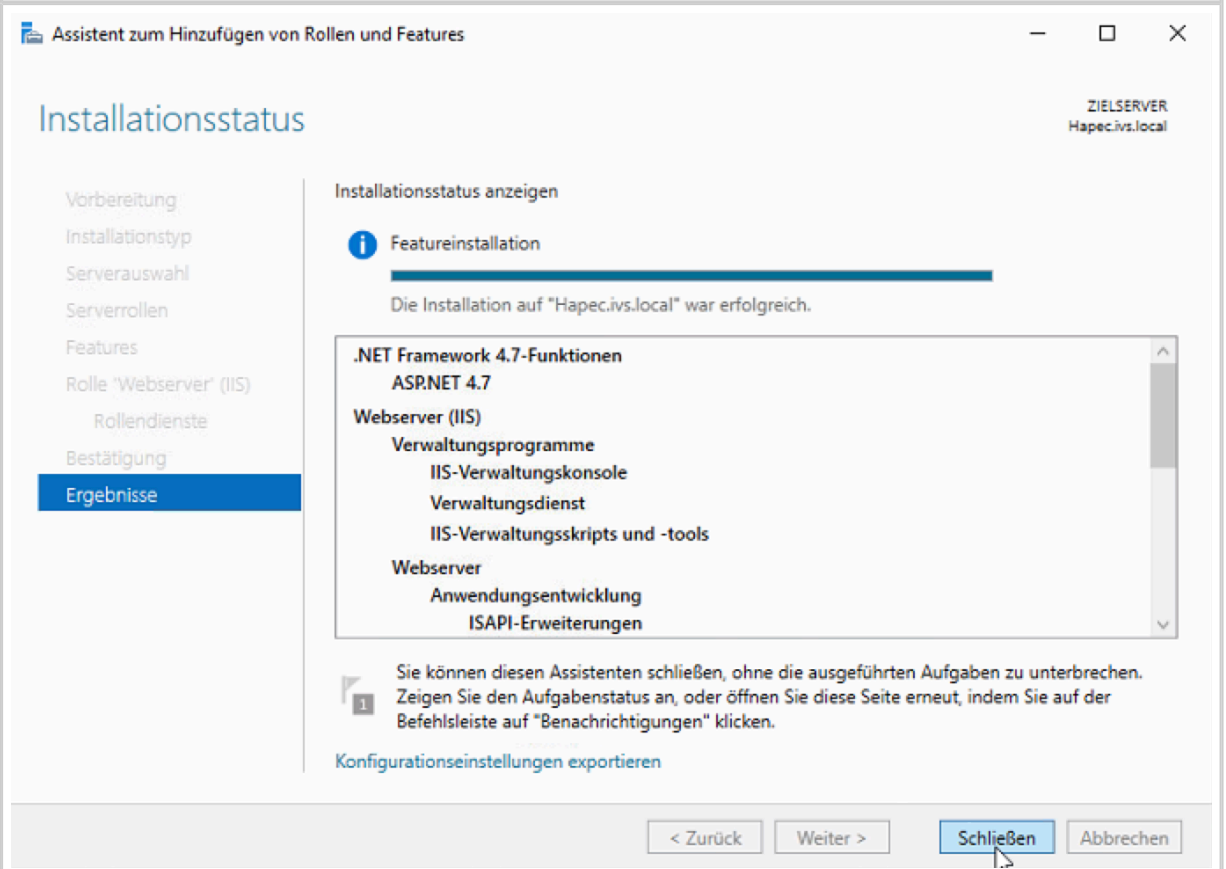 Assistent zum Hinzufügen von Rollen und Features
Installationsstatus
ZIELSERVER
Hapec.ivs.local
Vorbereitung
Installationstyp
Serverauswahl
Serverrollen
Features
Rolle 'Webserver' (IIS)
Rollendienste
Bestätigung
Ergebnisse
Installationsstatus anzeigen
Featureinstallation
Die Installation auf "Hapec.ivs.local" war erfolgreich.
.NET Framework 4.7-Funktionen
ASP.NET 4.7
Webserver (IIS)
Verwaltungsprogramme
IIS-Verwaltungskonsole
Verwaltungsdienst
IIS-Verwaltungsskripts und -tools
Webserver
Anwendungsentwicklung
ISAPI-Erweiterungen
1
Sie können diesen Assistenten schließen, ohne die ausgeführten Aufgaben zu unterbrechen.
Zeigen Sie den Aufgabenstatus an, oder öffnen Sie diese Seite erneut, indem Sie auf der
Befehlsleiste auf "Benachrichtigungen" klicken.
Konfigurationseinstellungen exportieren
< Zurück
Weiter >
Schließen
Abbrechen